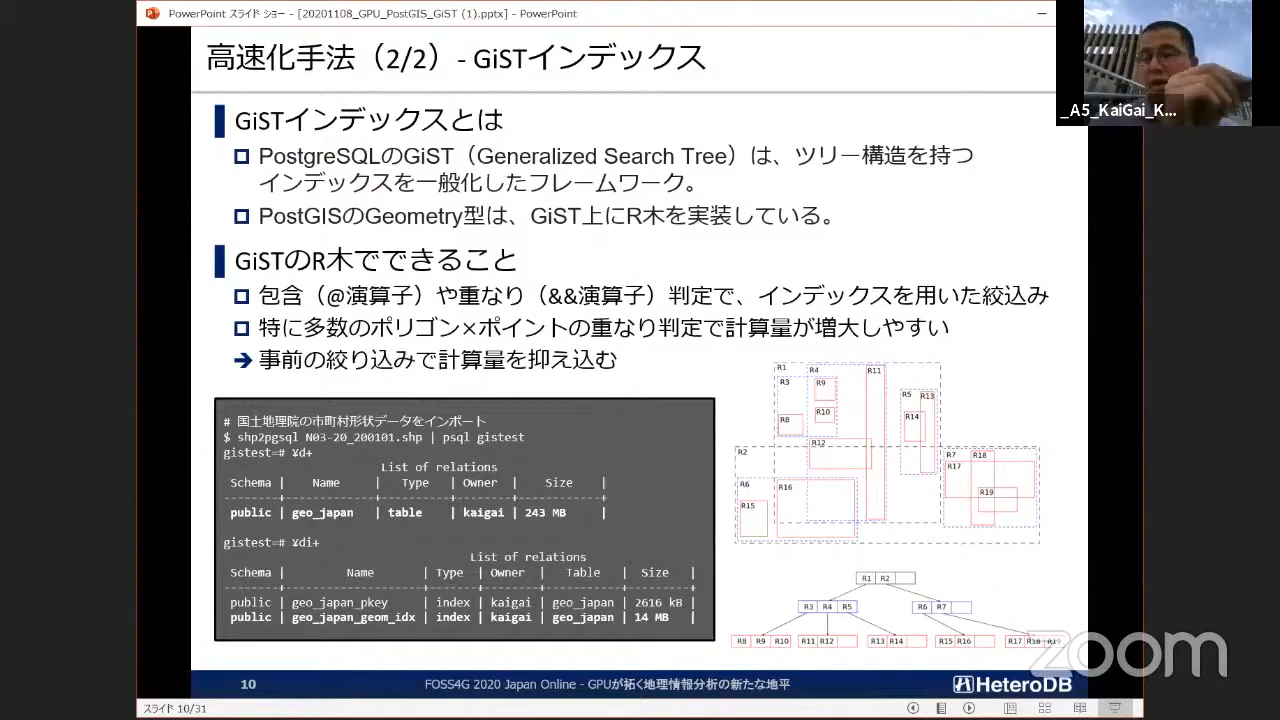 PowerPoint スライド ショー - [20201108_GPU_PostGIS_GiST (1).pptx] - PowerPoint
高速化手法（2/2）- GiSTインデックス
_A5_KaiGai_K...
GiSTインデックスとは
PostgreSQLのGiST（Generalized Search Tree）は、ツリー構造を持つ
インデックスを一般化したフレームワーク。
PostGISのGeometry型は、GiST上にR木を実装している。
GiSTのR木でできること
包含（@演算子）や重なり（&&演算子）判定で、インデックスを用いた絞込み
特に多数のポリゴン×ポイントの重なり判定で計算量が増大しやすい
➔ 事前の絞り込みで計算量を抑え込む
# 国土地理院の市町村形状データをインポート
$ shp2pgsql N03-20_200101.shp | psql gistest
gistest=# ¥d+
List of relations
Schema | Name | Type | Owner | Size |
--------+-----------+-------+--------+--------+
public | geo_japan | table | kaigai | 243 MB |
gistest=# ¥di+
List of relations
Schema | Name | Type | Owner | Table | Size |
--------+--------------------+-------+--------+-----------+---------+
public | geo_japan_pkey | index | kaigai | geo_japan | 2616 kB |
public | geo_japan_geom_idx | index | kaigai | geo_japan | 14 MB |
R1 R4 R11
R3 R9
R5 R13
R10
R8 R14
R12
R2
R7 R18
R17
R6 R16
R19
R15
R1 R2
R3 R4 R5
R6 R7
R8 R9 R10
R11 R12
R13 R14
R15 R16
R17 R18 R19
zoom
10
FOSS4G 2020 Japan Online - GPUが拓く地理情報分析の新たな地平
HeteroDB
スライド 10/31